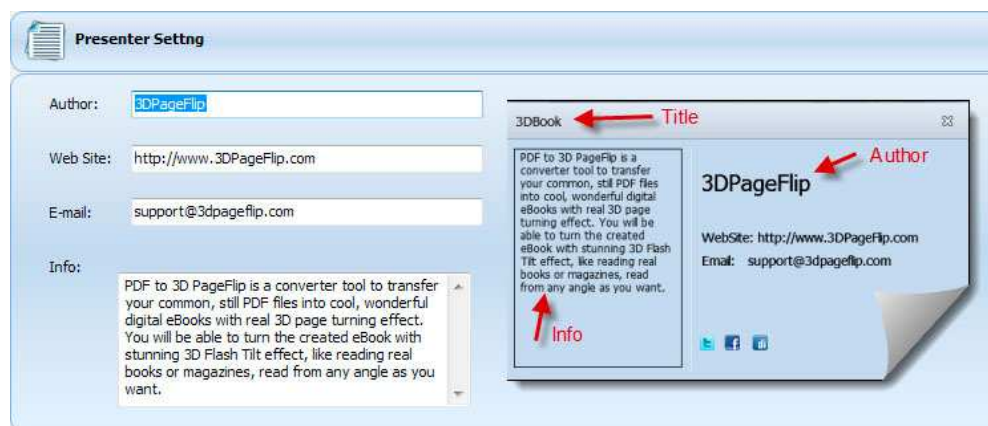 Presenter Settng
Author:
3DPageFlip
Web Site:
http://www.3DPageFlip.com
E-mail:
support@3dpageflip.com
Info:
PDF to 3D PageFlip is a converter tool to transfer
your common, still PDF files into cool, wonderful
digital eBooks with real 3D page turning effect.
You will be able to turn the created eBook with
stunning 3D Flash Tilt effect, like reading real
books or magazines, read from any angle as you
want.
3DBook
Title
PDF to 3D PageFlip is a
converter tool to transfer
your common, still PDF files
into cool, wonderful digital
eBooks with real 3D page
turning effect. You will be
able to turn the created
eBook with stunning 3D Flash
Tilt effect, like reading real
books or magazines, read
from any angle as you want.
Info
Author
3DPageFlip
WebSite: http://www.3DPageFlip.com
Email: support@3dpageflip.com